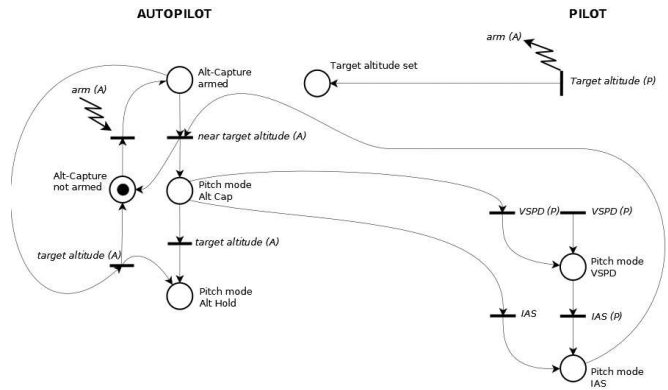 AUTOPILOT
PILOT
arm (A)
Target altitude set
Target altitude (P)
Alt-Capture
armed
arm (A)
near target altitude (A)
Alt-Capture
not armed
Pitch mode
Alt Cap
VSPD (P)
VSPD (P)
target altitude (A)
target altitude (A)
Pitch mode
VSPD
Pitch mode
Alt Hold
IAS
IAS (P)
Pitch mode
IAS